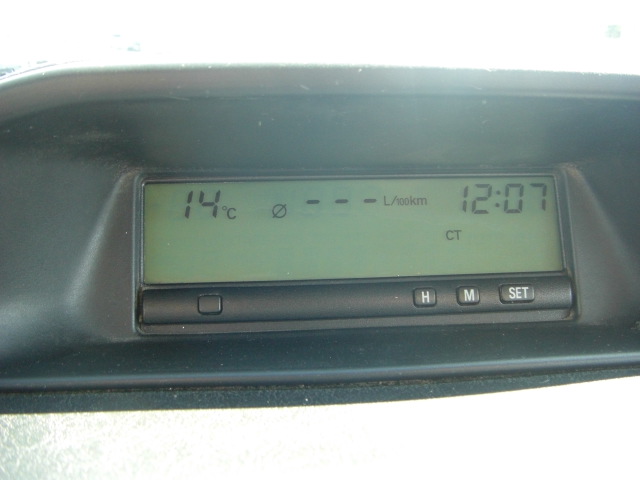 14°C Ø --- L/100km 12:07
CT
H M SET